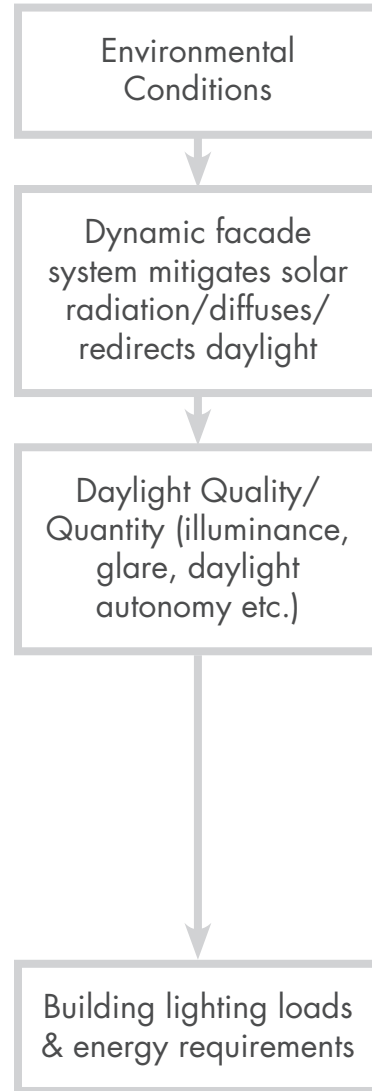 Environmental
Conditions
Dynamic facade
system mitigates solar
radiation/diffuses/
redirects daylight
Daylight Quality/
Quantity (illuminance,
glare, daylight
autonomy etc.)
Building lighting loads
& energy requirements